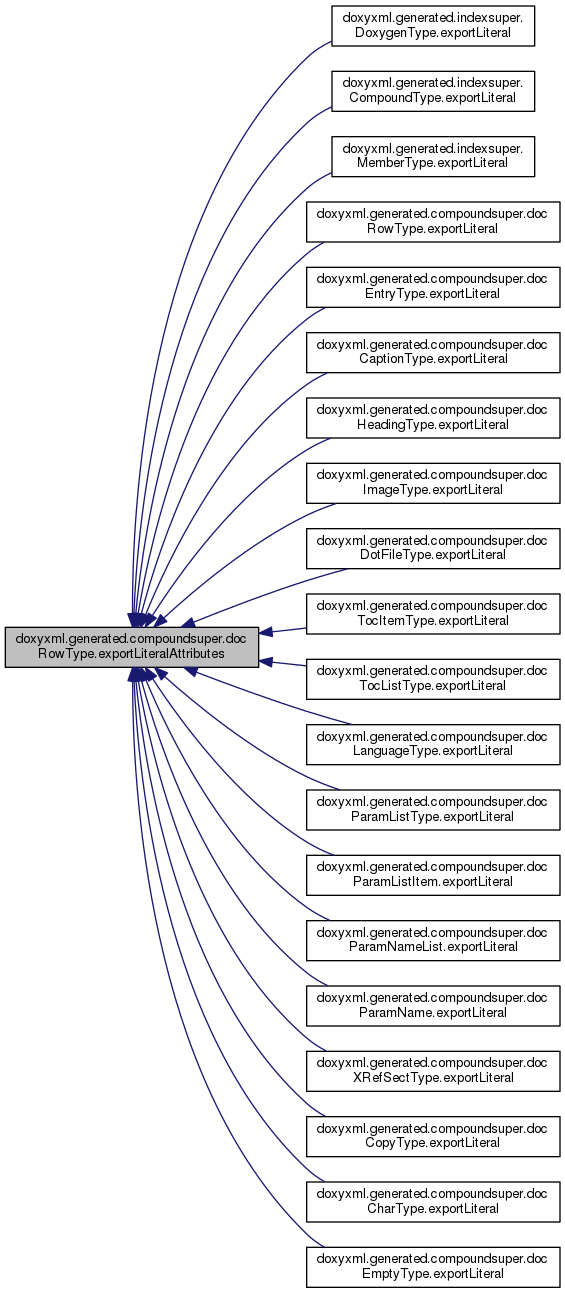 doxyxml.generated.indexsuper.
DoxygenType.exportLiteral
doxyxml.generated.indexsuper.
CompoundType.exportLiteral
doxyxml.generated.indexsuper.
MemberType.exportLiteral
doxyxml.generated.compoundsuper.doc
RowType.exportLiteral
doxyxml.generated.compoundsuper.doc
EntryType.exportLiteral
doxyxml.generated.compoundsuper.doc
CaptionType.exportLiteral
doxyxml.generated.compoundsuper.doc
HeadingType.exportLiteral
doxyxml.generated.compoundsuper.doc
ImageType.exportLiteral
doxyxml.generated.compoundsuper.doc
DotFileType.exportLiteral
doxyxml.generated.compoundsuper.doc
TocItemType.exportLiteral
doxyxml.generated.compoundsuper.doc
RowType.exportLiteralAttributes
doxyxml.generated.compoundsuper.doc
TocListType.exportLiteral
doxyxml.generated.compoundsuper.doc
LanguageType.exportLiteral
doxyxml.generated.compoundsuper.doc
ParamListType.exportLiteral
doxyxml.generated.compoundsuper.doc
ParamListItem.exportLiteral
doxyxml.generated.compoundsuper.doc
ParamNameList.exportLiteral
doxyxml.generated.compoundsuper.doc
ParamName.exportLiteral
doxyxml.generated.compoundsuper.doc
XRefSectType.exportLiteral
doxyxml.generated.compoundsuper.doc
CopyType.exportLiteral
doxyxml.generated.compoundsuper.doc
CharType.exportLiteral
doxyxml.generated.compoundsuper.doc
EmptyType.exportLiteral